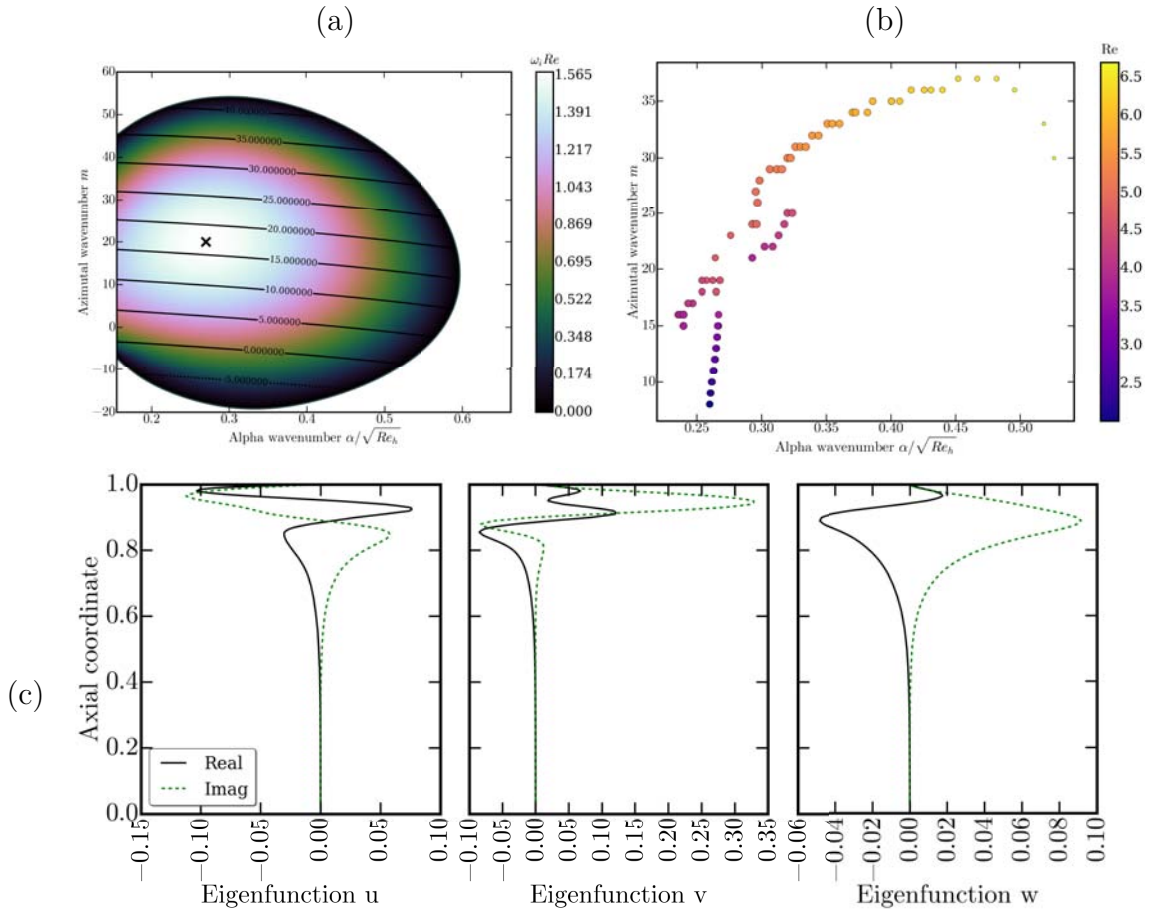 (a)
(b)
ω_i Re
Re
60
50
40
30
20
10
0
−10
−20
Azimutal wavenumber m
35.000000
30.000000
25.000000
20.000000
15.000000
10.000000
5.000000
0.000000
-5.000000
0.2 0.3 0.4 0.5 0.6
Alpha wavenumber α/√Re_h
1.565
1.391
1.217
1.043
0.869
0.695
0.522
0.348
0.174
0.000
35
30
25
20
15
10
Azimutal wavenumber m
0.25 0.30 0.35 0.40 0.45 0.50
Alpha wavenumber α/√Re_h
6.5
6.0
5.5
5.0
4.5
4.0
3.5
3.0
2.5
(c)
Axial coordinate
1.0
0.8
0.6
0.4
0.2
0.0
Real
Imag
−0.15 −0.10 −0.05 0.00 0.05 0.10
Eigenfunction u
−0.10 −0.05 0.00 0.05 0.10 0.15 0.20 0.25 0.30 0.35
Eigenfunction v
−0.06 −0.04 −0.02 0.00 0.02 0.04 0.06 0.08 0.10
Eigenfunction w